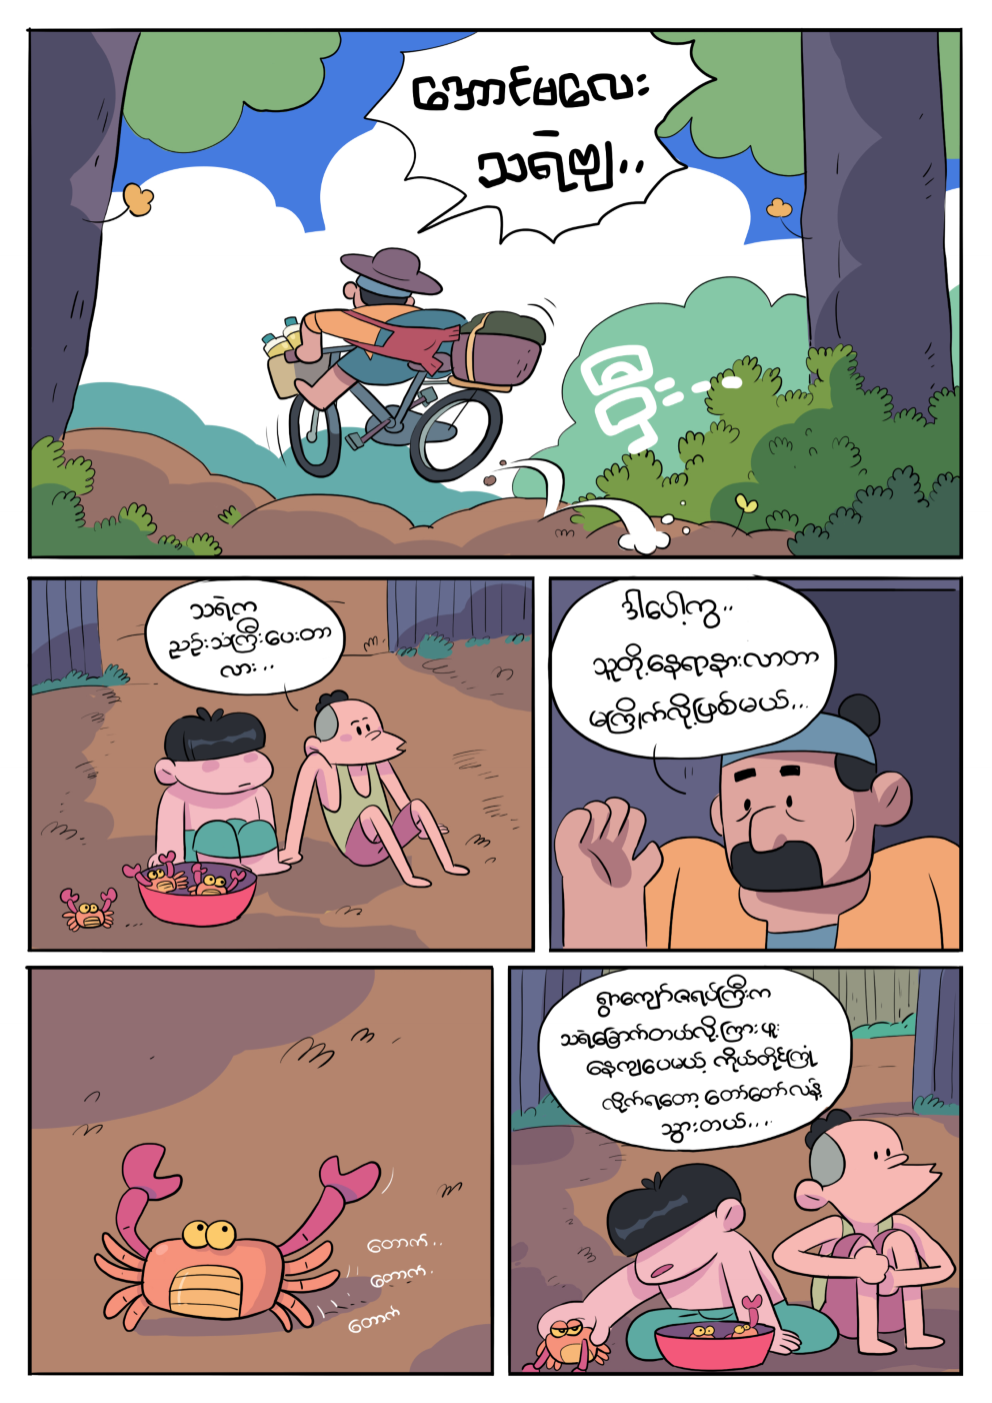 အောင်မလေး
သရဲဗျ..
ရှီး---
သရဲက
ညဉ်းသံကြီးပေးတာ
လား..
ဒါပေါ့ကွ..
သူတို့နေရာနားလာတာ
မကြိုက်လို့ဖြစ်မယ်...
တောက်..
တောက်.
တောက်
ရွာကျော်ဇရပ်ကြီးက
သရဲခြောက်တယ်လို့ကြားဖူး
နေကျပေမယ့် ကိုယ်တိုင်ကြုံ
လိုက်ရတော့ တော်တော်လန့်
သွားတယ်...